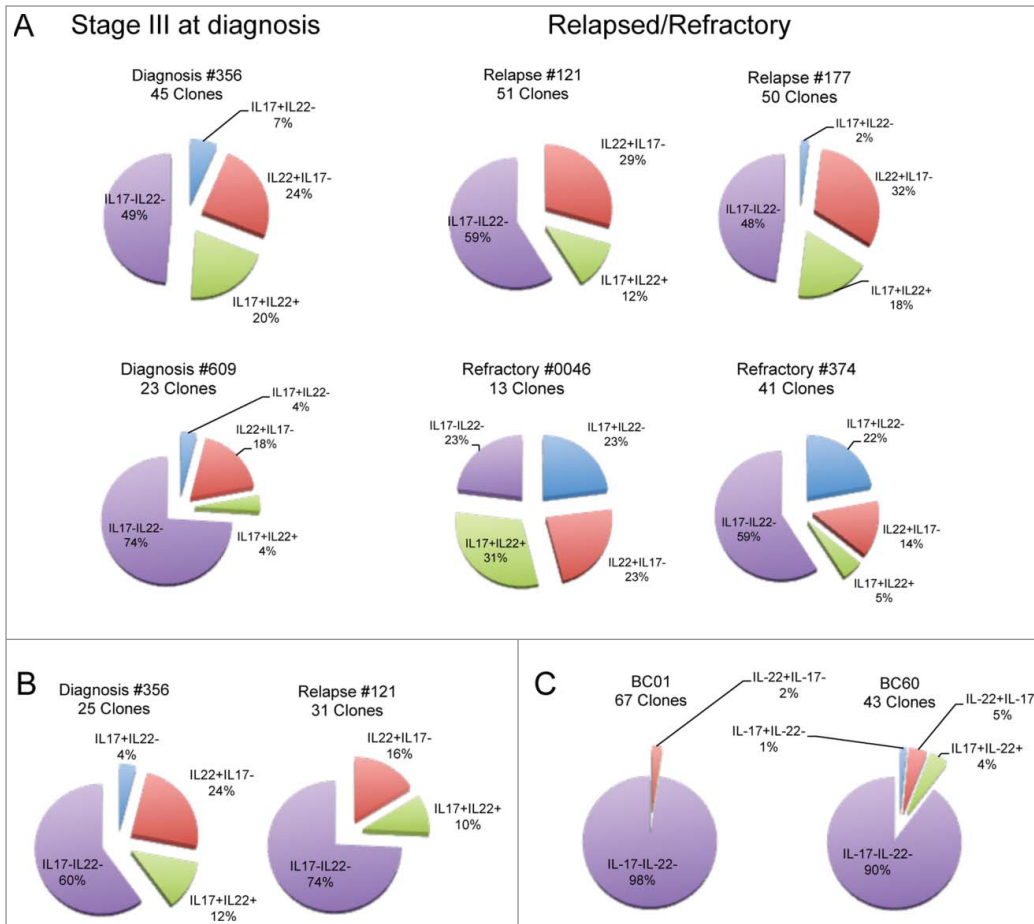 A
Stage III at diagnosis
Relapsed/Refractory
Diagnosis #356
45 Clones
IL17+IL22-
7%
IL22+IL17-
24%
IL17-IL22-
49%
IL17+IL22+
20%
Relapse #121
51 Clones
IL22+IL17-
29%
IL17-IL22-
59%
IL17+IL22+
12%
Relapse #177
50 Clones
IL17+IL22-
2%
IL22+IL17-
32%
IL17-IL22-
48%
IL17+IL22+
18%
Diagnosis #609
23 Clones
IL17+IL22-
4%
IL22+IL17-
18%
IL17-IL22-
74%
IL17+IL22+
4%
Refractory #0046
13 Clones
IL17-IL22-
23%
IL17+IL22-
23%
IL17+IL22+
31%
IL22+IL17-
23%
Refractory #374
41 Clones
IL17+IL22-
22%
IL17-IL22-
59%
IL22+IL17-
14%
IL17+IL22+
5%
B
Diagnosis #356
25 Clones
IL17+IL22-
4%
IL22+IL17-
24%
IL17-IL22-
60%
IL17+IL22+
12%
Relapse #121
31 Clones
IL22+IL17-
16%
IL17+IL22+
10%
IL17-IL22-
74%
C
BC01
67 Clones
IL-22+IL-17-
2%
IL-17-IL-22-
98%
BC60
43 Clones
IL-17+IL-22-
1%
IL-22+IL-17
5%
IL17+IL-22+
4%
IL-17-IL-22-
90%